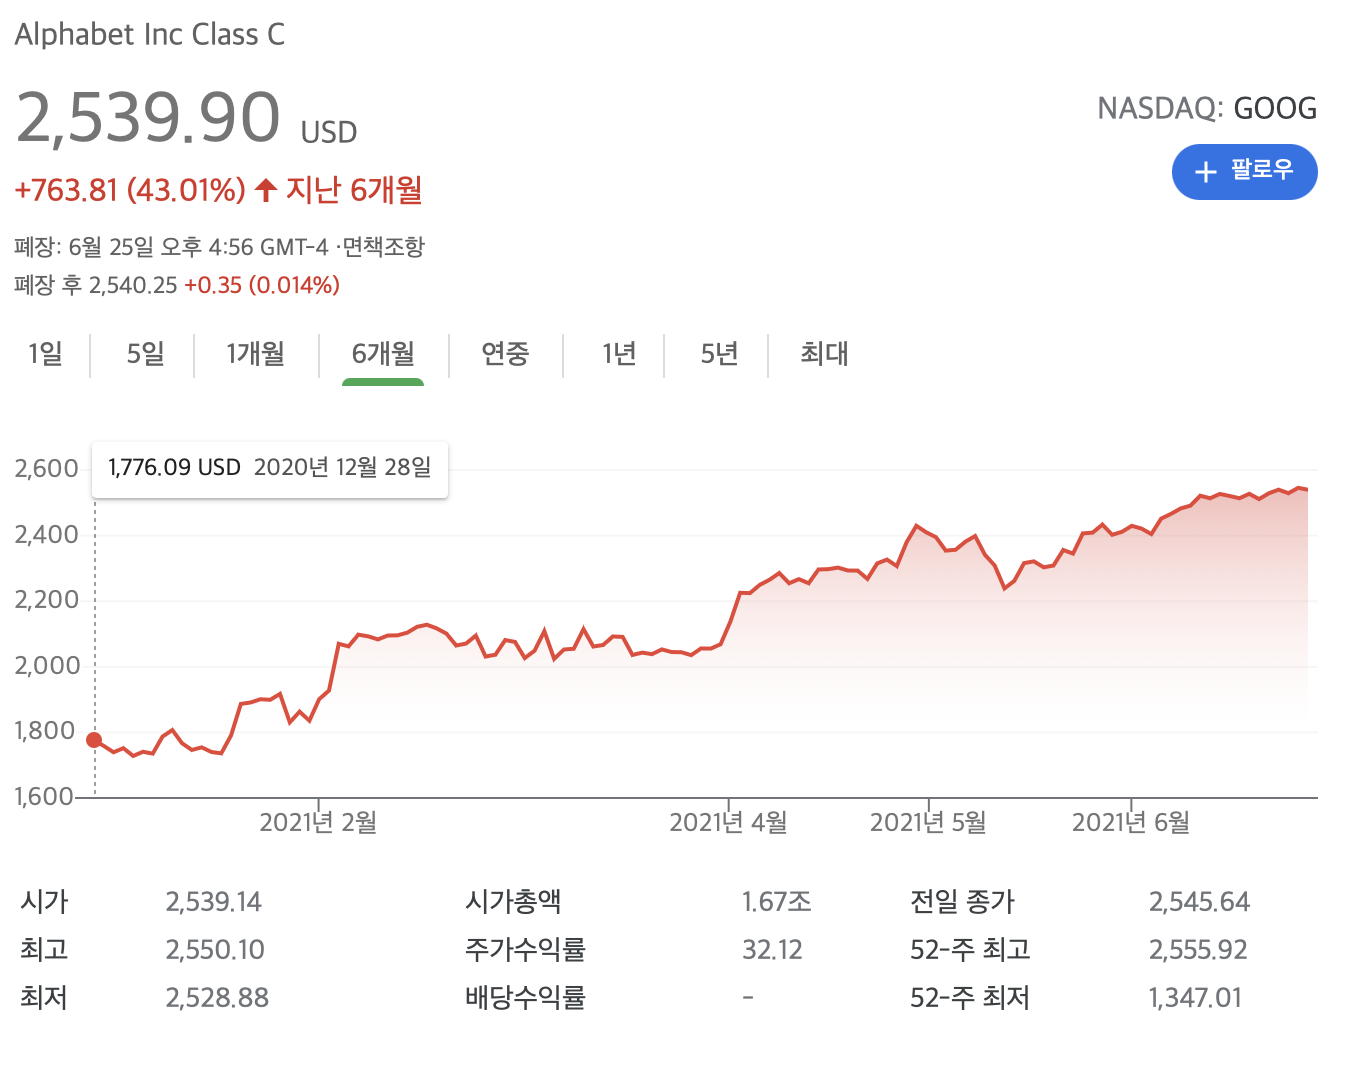 Alphabet Inc Class C
2,539.90 USD
NASDAQ: GOOG
+ 팔로우
+763.81 (43.01%) ↑ 지난 6개월
폐장: 6월 25일 오후 4:56 GMT-4 ·면책조항
폐장 후 2,540.25 +0.35 (0.014%)
1일 5일 1개월 6개월 연중 1년 5년 최대
1,776.09 USD 2020년 12월 28일
2,600
2,400
2,200
2,000
1,800
1,600
2021년 2월 2021년 4월 2021년 5월 2021년 6월
시가 2,539.14 시가총액 1.67조 전일 종가 2,545.64
최고 2,550.10 주가수익률 32.12 52-주 최고 2,555.92
최저 2,528.88 배당수익률 - 52-주 최저 1,347.01